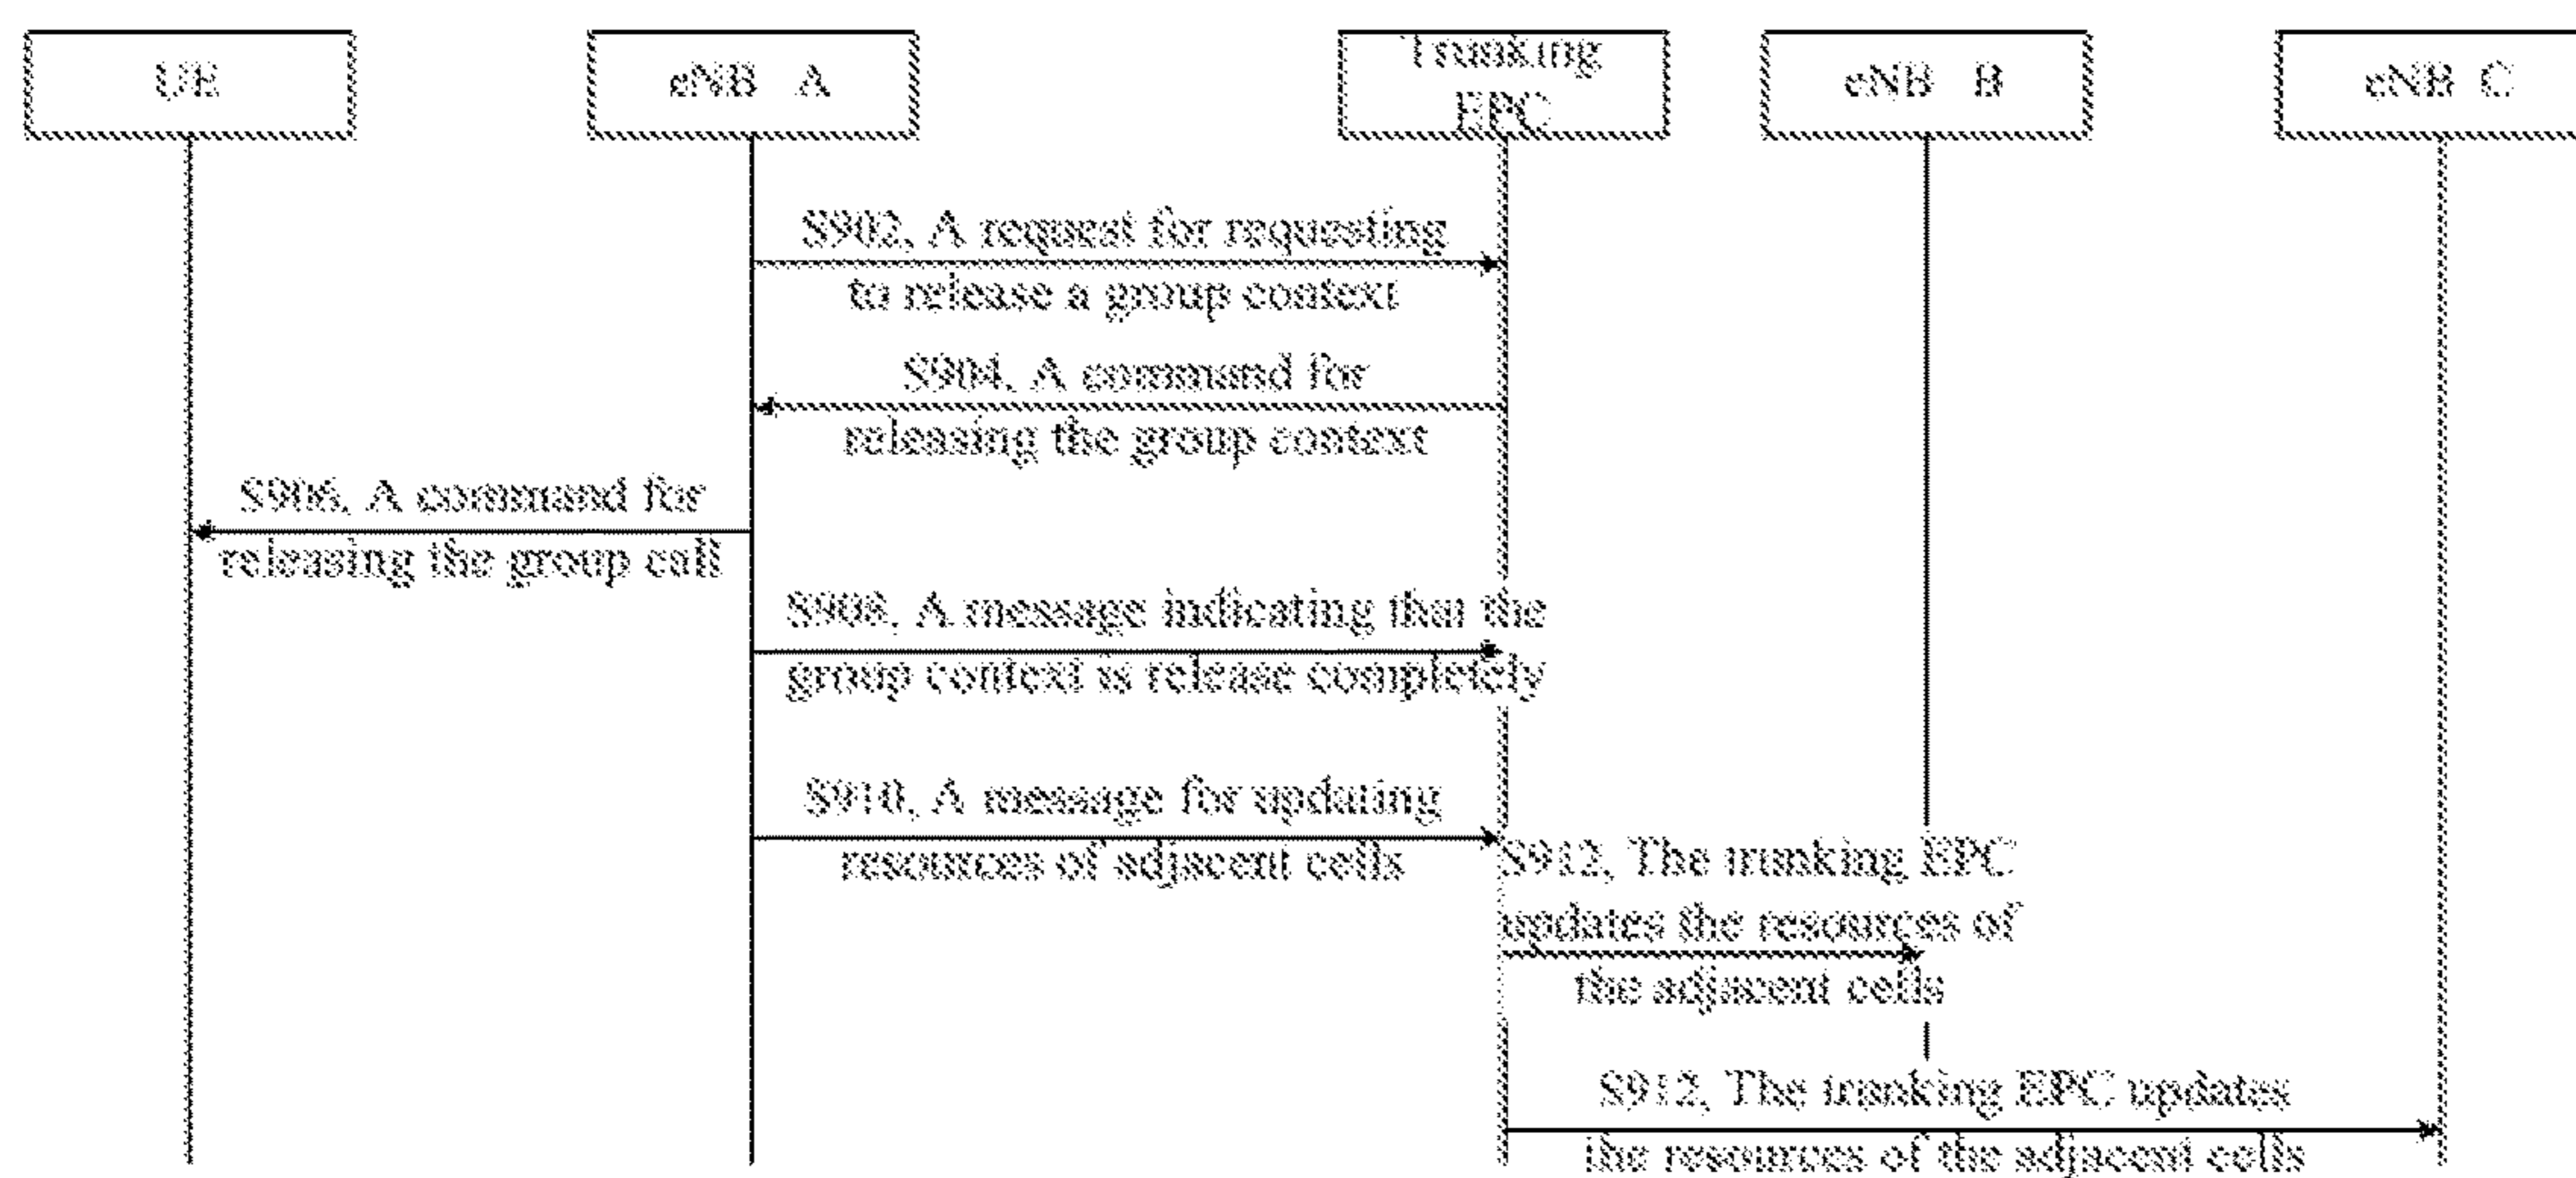 UE
eNB A
Trunking
EPC
eNB B
eNB C
S902, A request for requesting
to release a group context
S904, A command for
releasing the group context
S906, A command for
releasing the group call
S908, A message indicating that the
group context is release completely
S910, A message for updating
resources of adjacent cells
S912, The trunking EPC
updates the resources of
the adjacent cells
S912, The trunking EPC updates
the resources of the adjacent cells